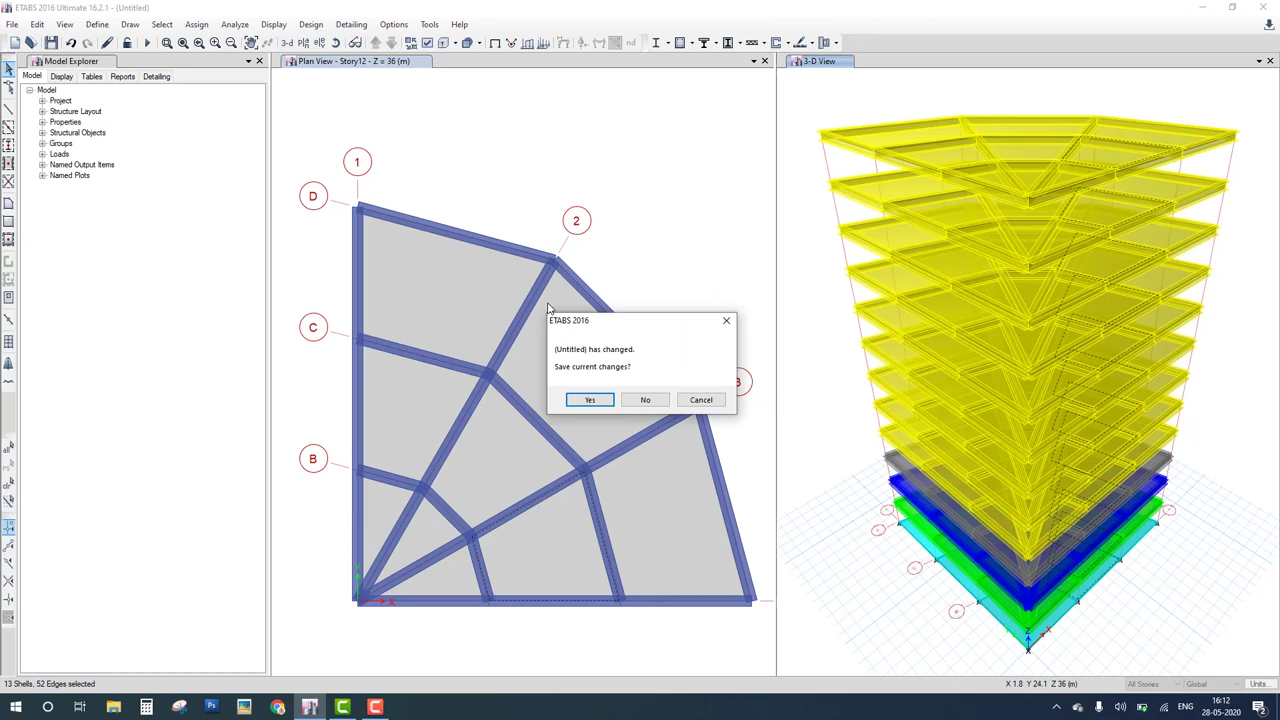 ETABS 2016 Ultimate 16.2.1 - (Untitled)
File Edit View Define Draw Select Assign Analyze Display Design Detailing Options Tools Help
3-d
nd
Model Explorer
Model Display Tables Reports Detailing
Model
Project
Structure Layout
Properties
Structural Objects
Groups
Loads
Named Output Items
Named Plots
Plan View - Story12 - Z = 36 (m)
1
D
2
C
B
Y
X
ETABS 2016
(Untitled) has changed.
Save current changes?
Yes No Cancel
3-D View
Z
X
13 Shells, 52 Edges selected
X 1.8 Y 24.1 Z 36 (m)
All Stories Global Units...
ENG
16:12
28-05-2020
2